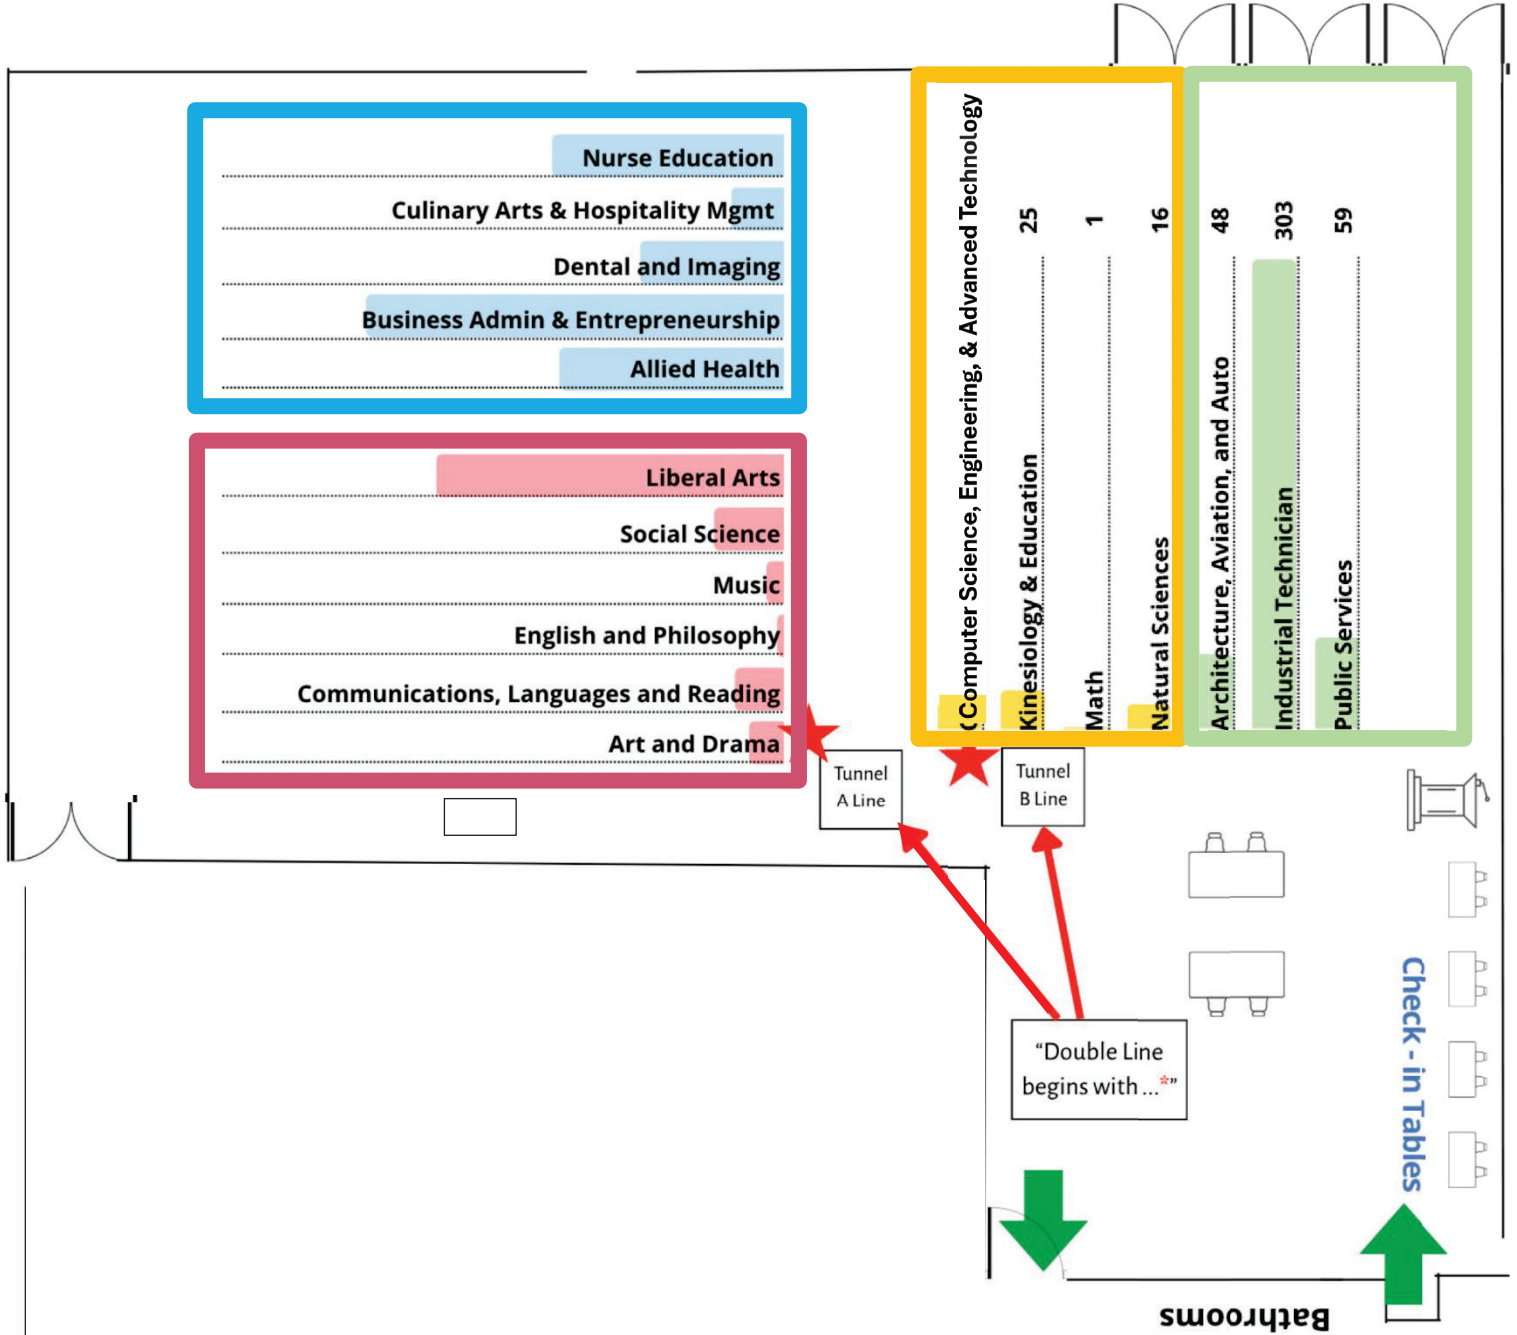 Nurse Education
Culinary Arts & Hospitality Mgmt
Dental and Imaging
Business Admin & Entrepreneurship
Allied Health
Liberal Arts
Social Science
Music
English and Philosophy
Communications, Languages and Reading
Art and Drama
Computer Science, Engineering, & Advanced Technology
Kinesiology & Education 25
Math 1
Natural Sciences 16
Architecture, Aviation, and Auto 48
Industrial Technician 303
Public Services 59
Tunnel
A Line
Tunnel
B Line
“Double Line
begins with ...*”
Check - in Tables
Bathrooms